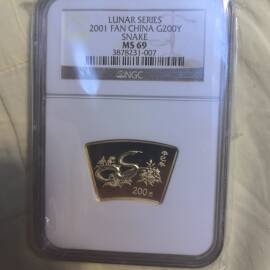 LUNAR SERIES
2001 FAN CHINA G200Y
SNAKE
MS 69
3878231-007
NGC
200元